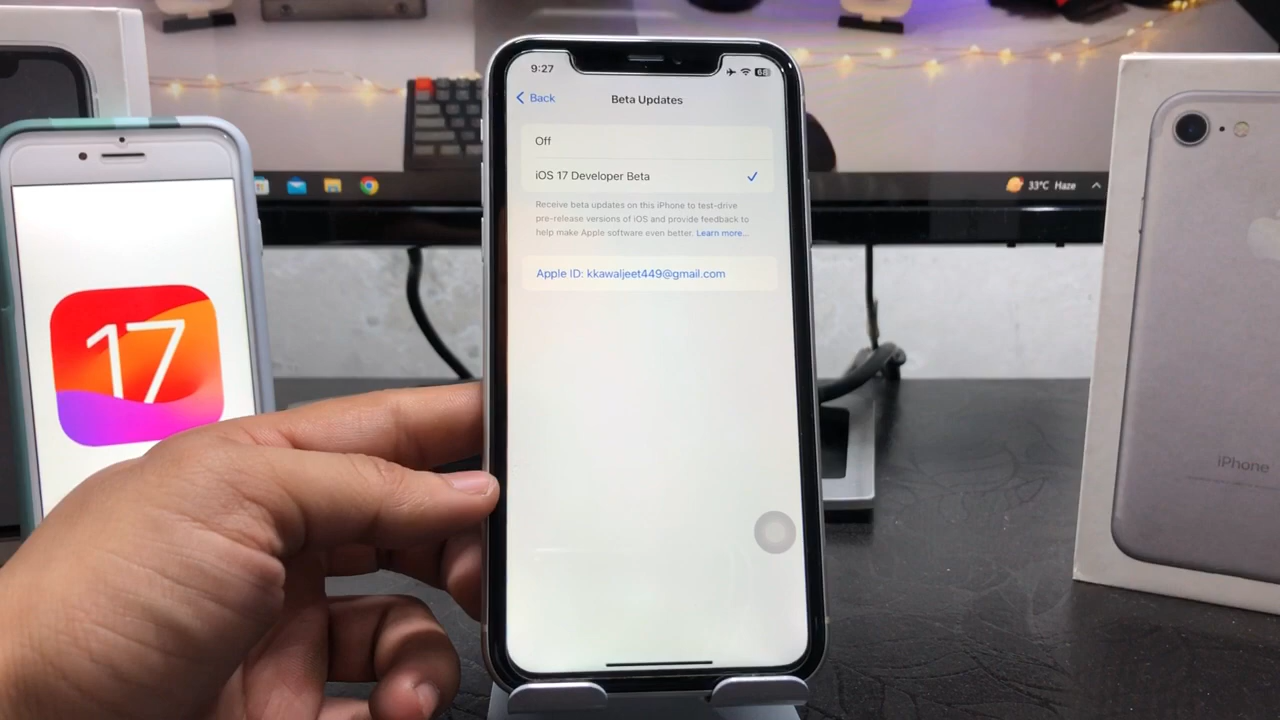 9:27
68
Back
Beta Updates
Off
iOS 17 Developer Beta
Receive beta updates on this iPhone to test-drive
pre-release versions of iOS and provide feedback to
help make Apple software even better. Learn more...
Apple ID: kkawaljeet449@gmail.com
17
33°C Haze
iPhone